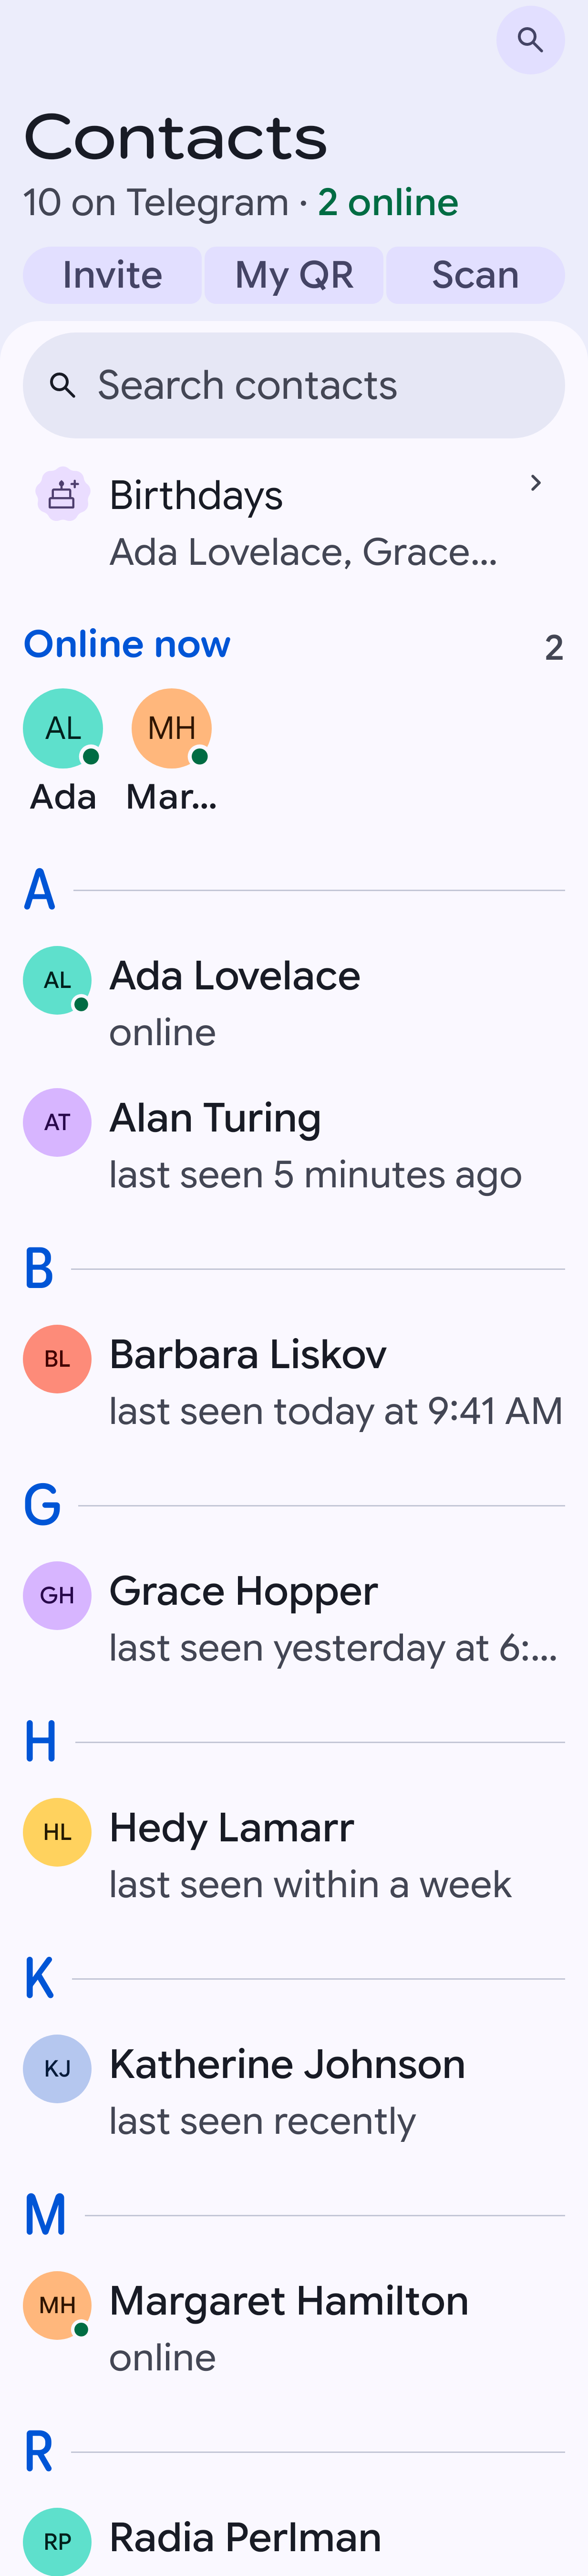 Contacts
10 on Telegram · 2 online
Invite
My QR
Scan
Search contacts
Birthdays
Ada Lovelace, Grace...
Online now
2
AL
MH
Ada
Mar...
A
AL
Ada Lovelace
online
AT
Alan Turing
last seen 5 minutes ago
B
BL
Barbara Liskov
last seen today at 9:41 AM
G
GH
Grace Hopper
last seen yesterday at 6:...
H
HL
Hedy Lamarr
last seen within a week
K
KJ
Katherine Johnson
last seen recently
M
MH
Margaret Hamilton
online
R
RP
Radia Perlman